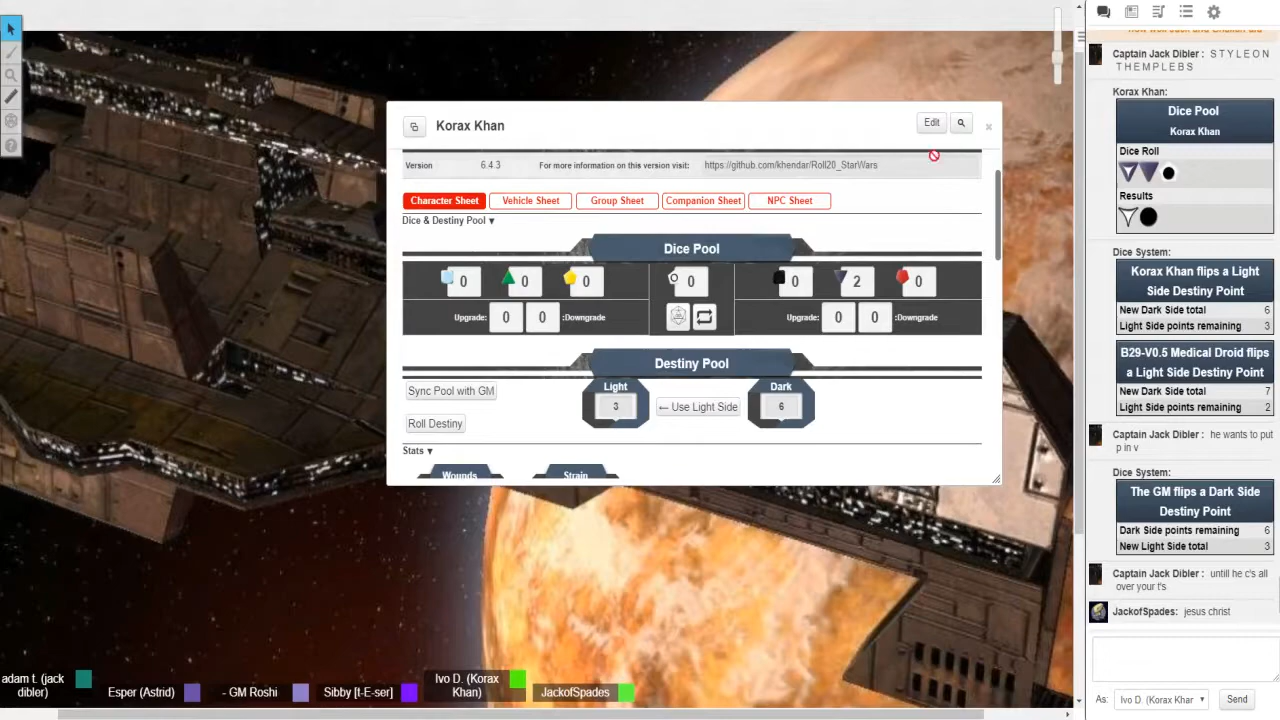 Korax Khan
Edit
Version 6.4.3 For more information on this version visit: https://github.com/khendar/Roll20_StarWars
Character Sheet Vehicle Sheet Group Sheet Companion Sheet NPC Sheet
Dice & Destiny Pool ▼
Dice Pool
0 0 0 0 0 2 0
Upgrade: 0 0 :Downgrade Upgrade: 0 0 :Downgrade
Destiny Pool
Sync Pool with GM
Roll Destiny
Light
3
← Use Light Side
Dark
6
Stats ▼
Wounds Strain
adam t. (jack
dibler)
Esper (Astrid)
- GM Roshi
Sibby [t-E-ser]
Ivo D. (Korax
Khan)
JackofSpades
Captain Jack Dibler : S T Y L E O N
T H E M P L E B S
Korax Khan:
Dice Pool
Korax Khan
Dice Roll
Results
Dice System:
Korax Khan flips a Light
Side Destiny Point
New Dark Side total 6
Light Side points remaining 3
B29-V0.5 Medical Droid flips
a Light Side Destiny Point
New Dark Side total 7
Light Side points remaining 2
Captain Jack Dibler : he wants to put
p in v
Dice System:
The GM flips a Dark Side
Destiny Point
Dark Side points remaining 6
New Light Side total 3
Captain Jack Dibler : untill he c's all
over your t's
JackofSpades: jesus christ
As: Ivo D. (Korax Khar Send